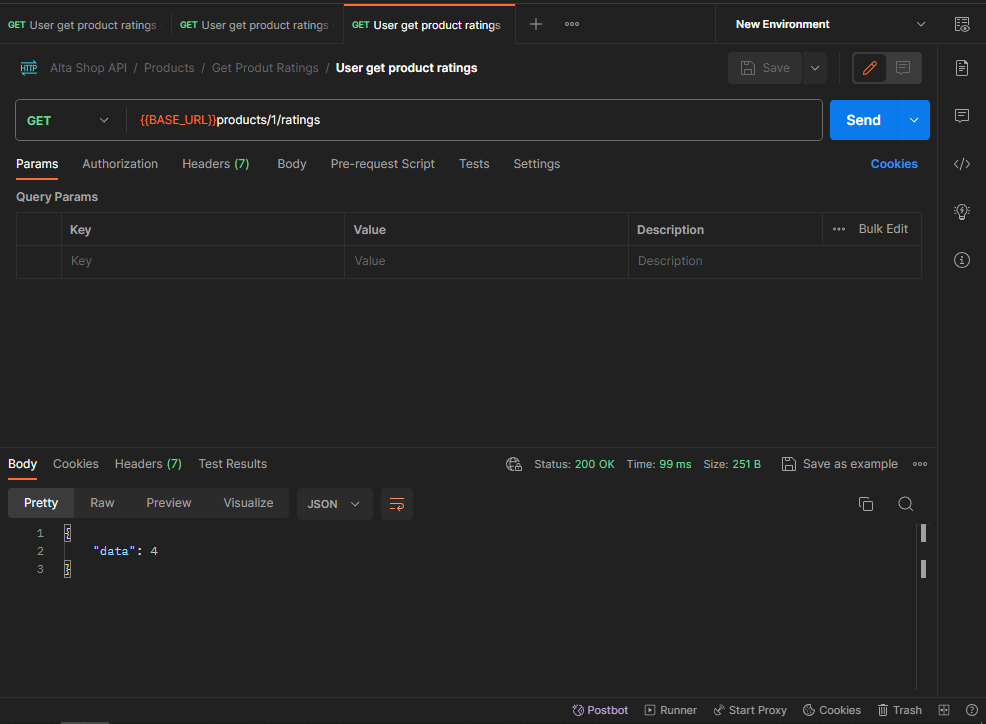 GET User get product ratings GET User get product ratings GET User get product ratings New Environment
HTTP Alta Shop API / Products / Get Produt Ratings / User get product ratings Save
GET {{BASE_URL}}products/1/ratings Send
Params Authorization Headers (7) Body Pre-request Script Tests Settings Cookies
Query Params
Key Value Description Bulk Edit
Key Value Description
Body Cookies Headers (7) Test Results Status: 200 OK Time: 99 ms Size: 251 B Save as example
Pretty Raw Preview Visualize JSON
1 {
2 "data": 4
3 }
Postbot Runner Start Proxy Cookies Trash